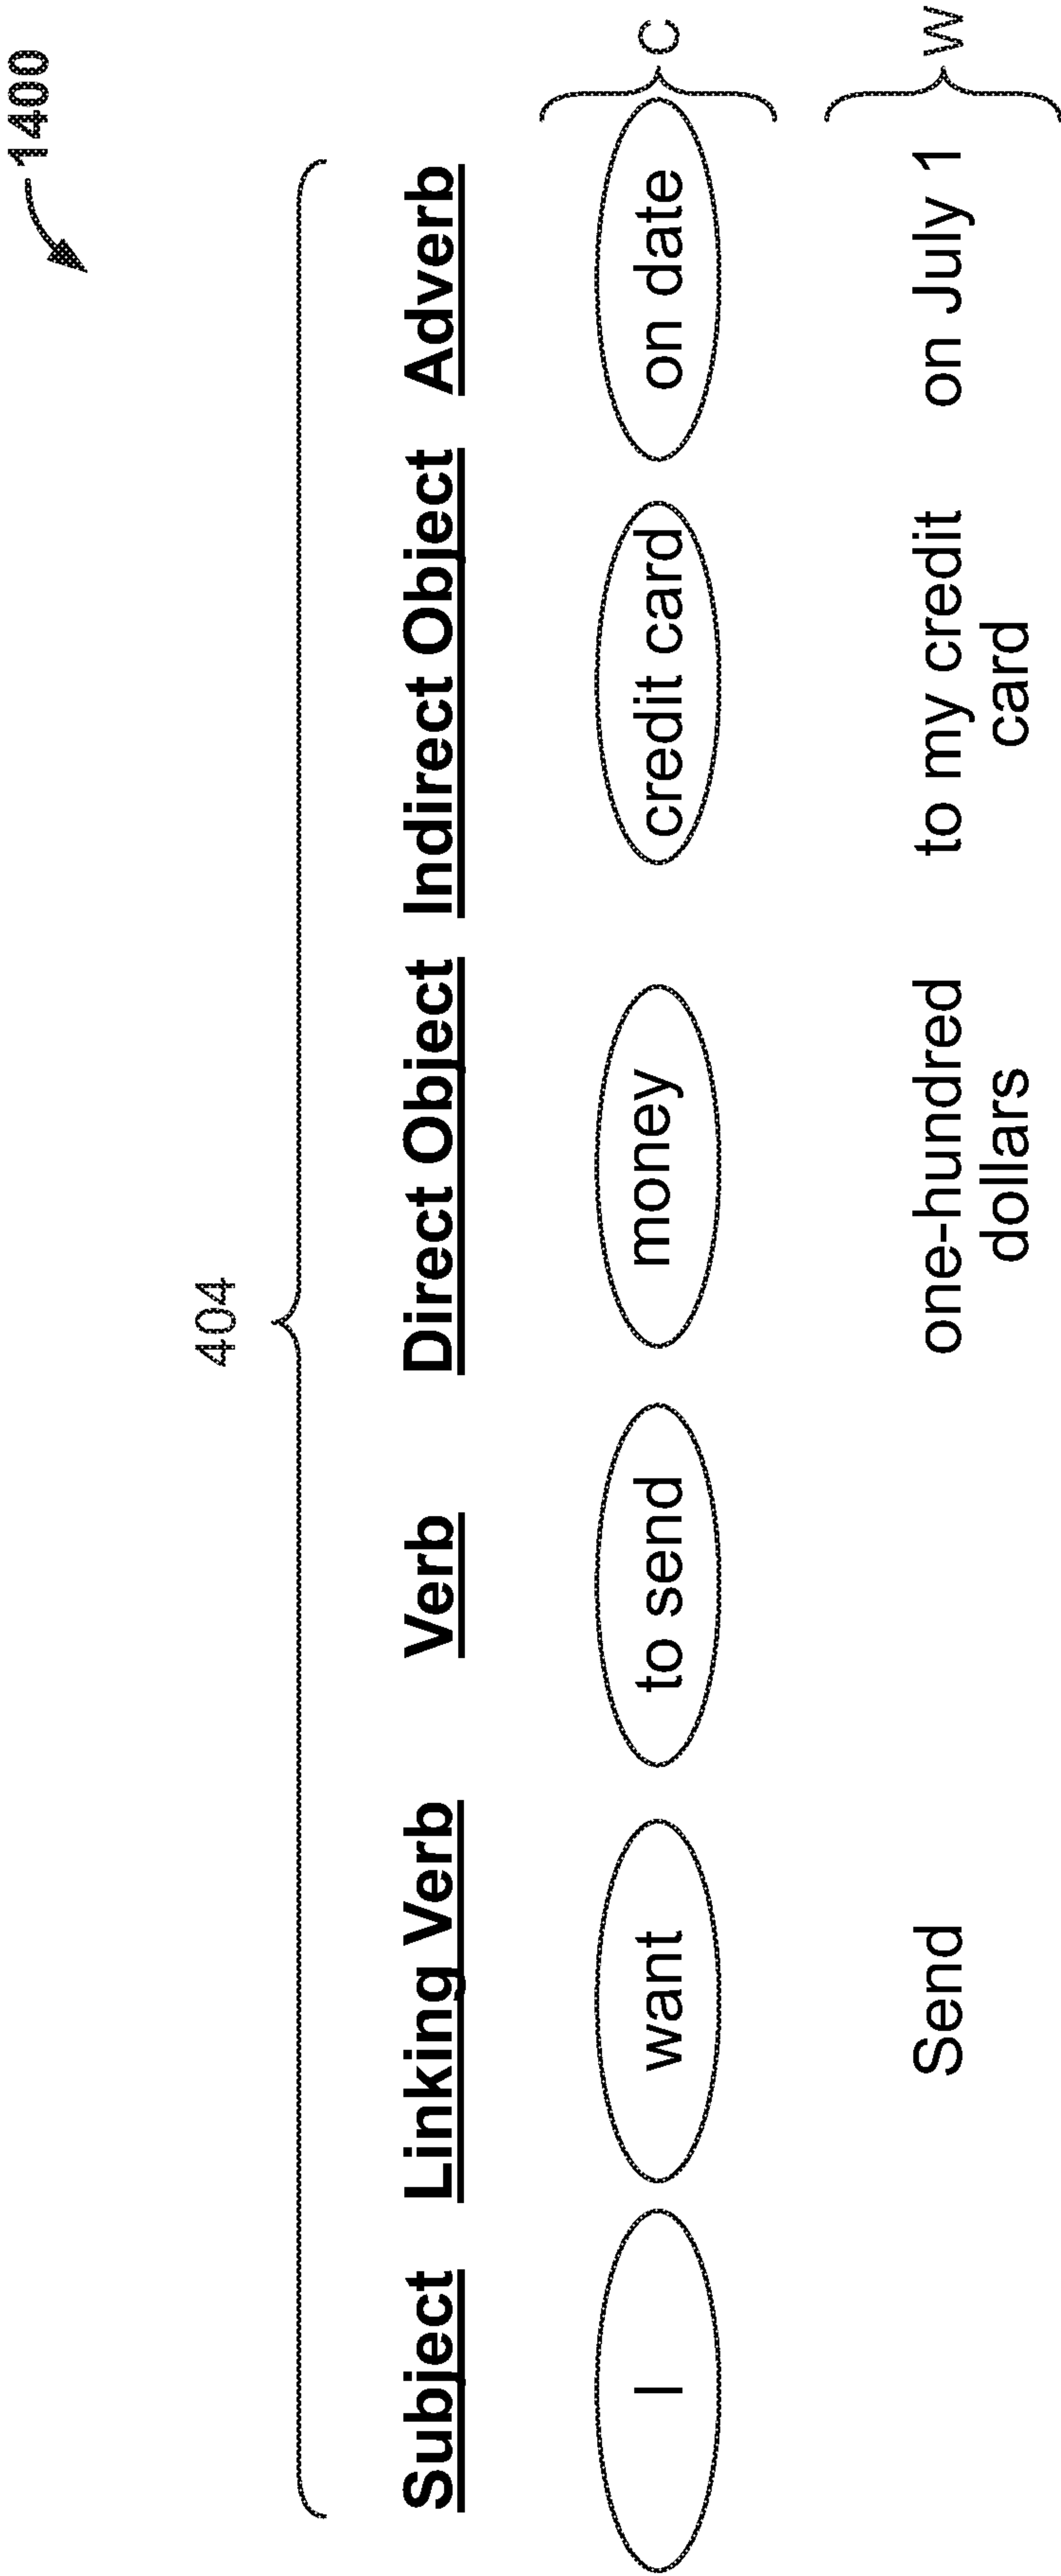 1400
404
Subject Linking Verb Verb Direct Object Indirect Object Adverb
I want to send money credit card on date C
Send one-hundred to my credit on July 1 W
dollars card